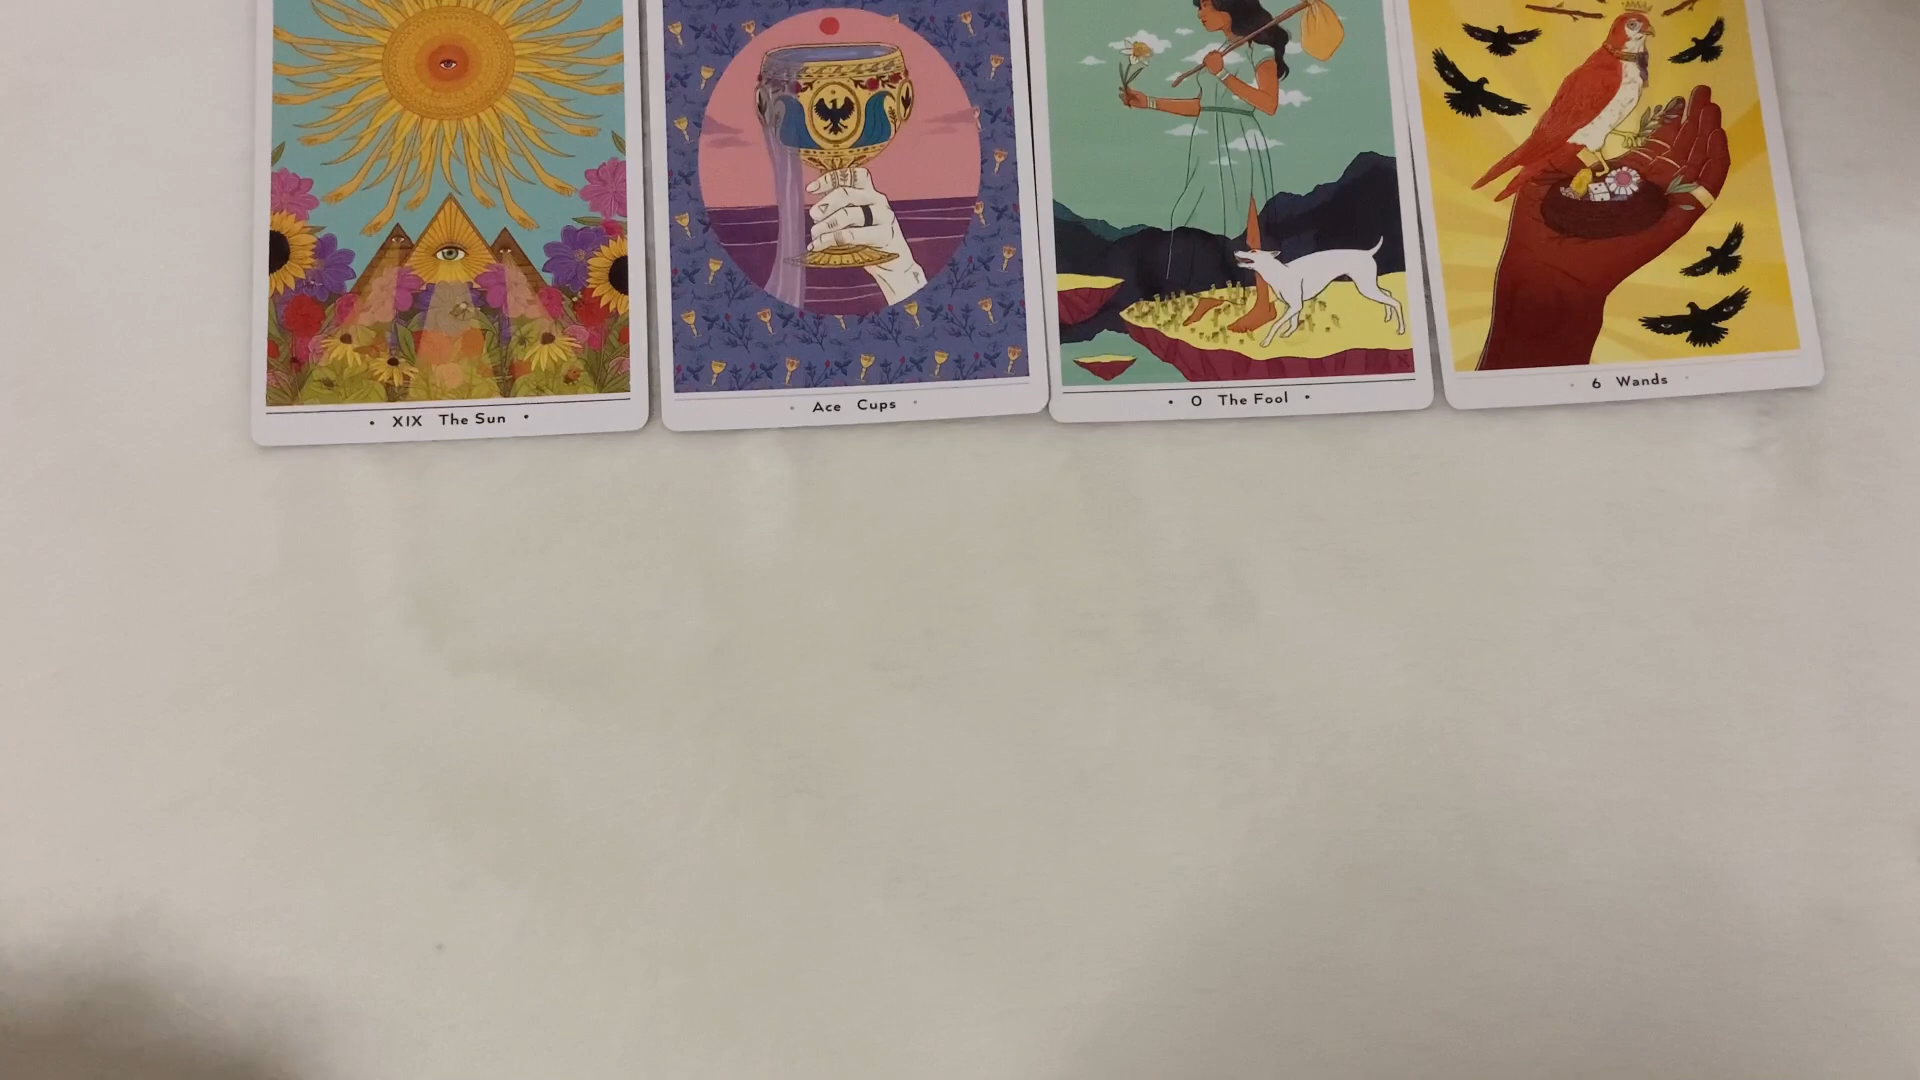 • XIX The Sun •
• Ace Cups •
• 0 The Fool •
• 6 Wands •